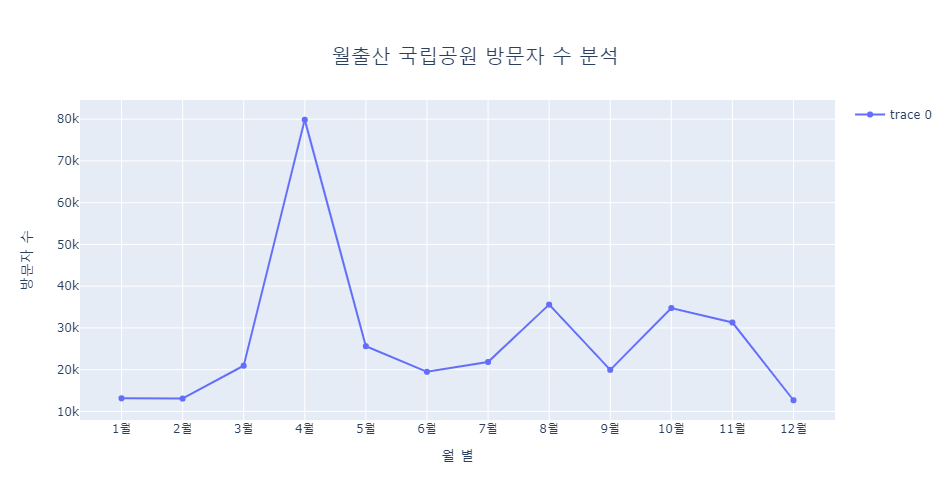 월출산 국립공원 방문자 수 분석
trace 0
80k
70k
60k
50k
40k
30k
20k
10k
방문자 수
1월 2월 3월 4월 5월 6월 7월 8월 9월 10월 11월 12월
월 별